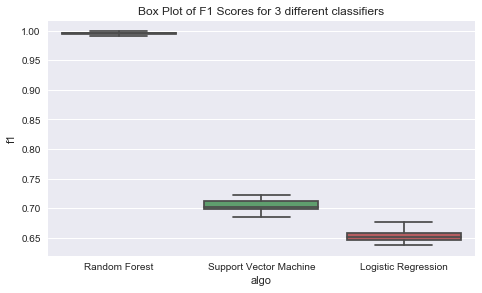 Box Plot of F1 Scores for 3 different classifiers
1.00
0.95
0.90
0.85
0.80
0.75
0.70
0.65
f1
Random Forest Support Vector Machine Logistic Regression
algo